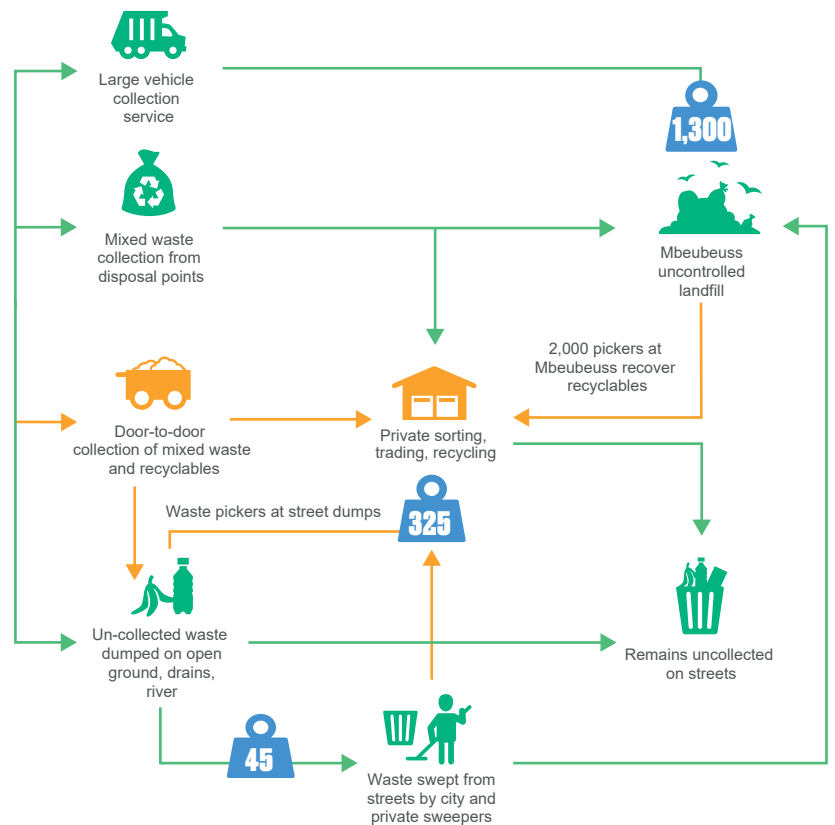 Large vehicle
collection
service
1,300
Mixed waste
collection from
disposal points
Mbeubeuss
uncontrolled
landfill
2,000 pickers at
Mbeubeuss recover
recyclables
Door-to-door
collection of mixed waste
and recyclables
Private sorting,
trading, recycling
Waste pickers at street dumps
325
Un-collected waste
dumped on open
ground, drains,
river
Remains uncollected
on streets
45
Waste swept from
streets by city and
private sweepers